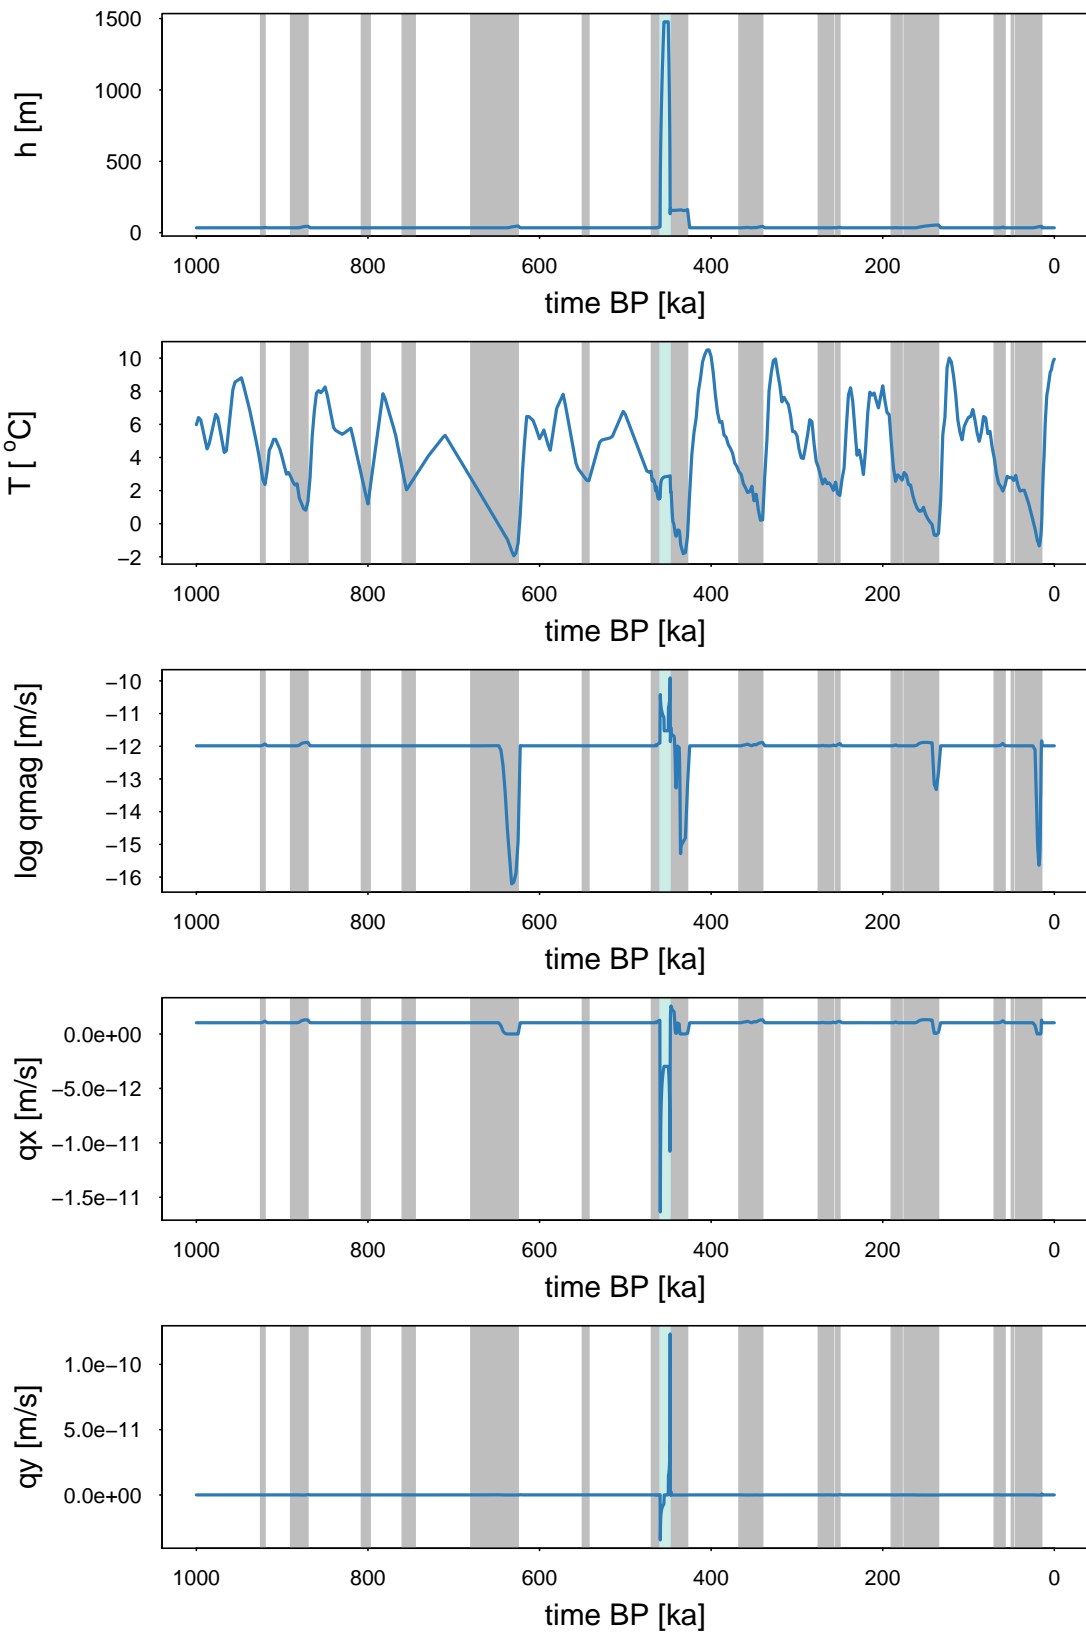 h [m]
1500
1000
500
0
1000 800 600 400 200 0
time BP [ka]
T [ °C]
10
8
6
4
2
0
−2
1000 800 600 400 200 0
time BP [ka]
log qmag [m/s]
−10
−11
−12
−13
−14
−15
−16
1000 800 600 400 200 0
time BP [ka]
qx [m/s]
0.0e+00
−5.0e−12
−1.0e−11
−1.5e−11
1000 800 600 400 200 0
time BP [ka]
qy [m/s]
1.0e−10
5.0e−11
0.0e+00
1000 800 600 400 200 0
time BP [ka]